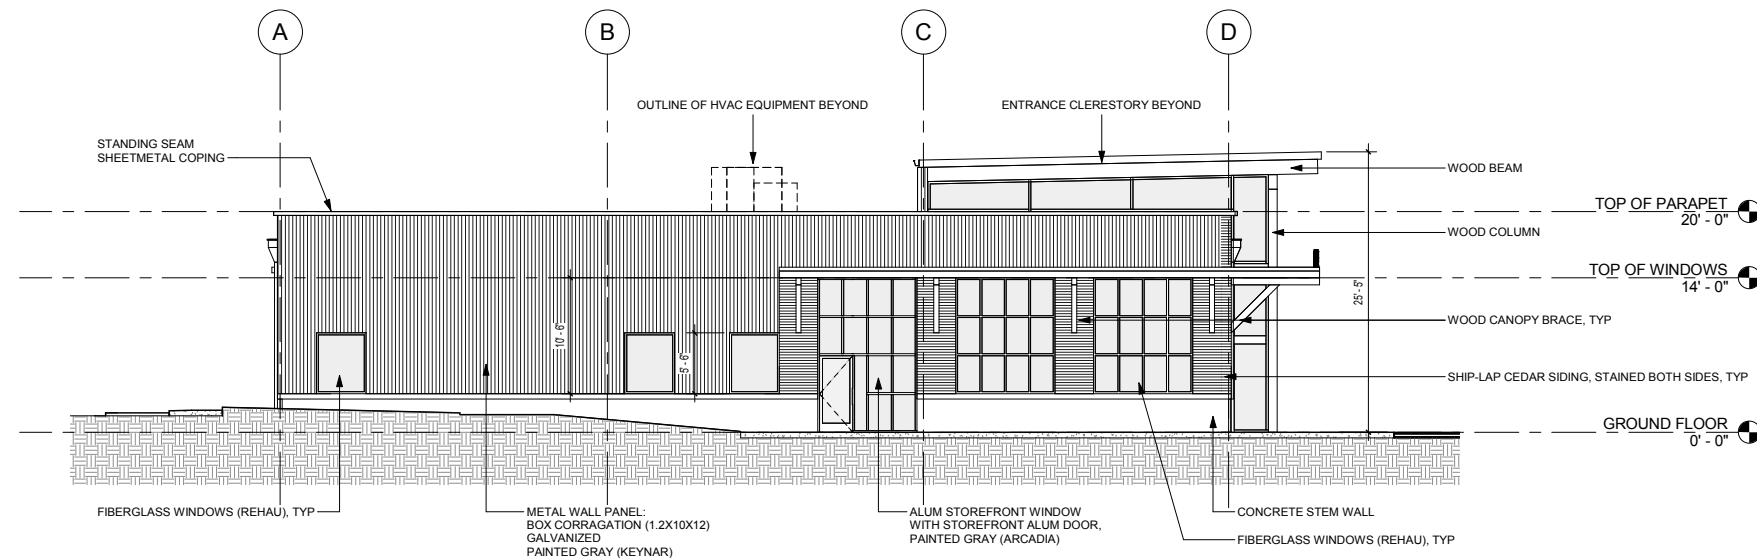 A
B
C
D
OUTLINE OF HVAC EQUIPMENT BEYOND
ENTRANCE CLERESTORY BEYOND
STANDING SEAM
SHEETMETAL COPING
WOOD BEAM
TOP OF PARAPET
20' - 0"
WOOD COLUMN
TOP OF WINDOWS
14' - 0"
25' - 5"
10' - 6"
5' - 6"
WOOD CANOPY BRACE, TYP
SHIP-LAP CEDAR SIDING, STAINED BOTH SIDES, TYP
GROUND FLOOR
0' - 0"
FIBERGLASS WINDOWS (REHAU), TYP
METAL WALL PANEL:
BOX CORRAGATION (1.2X10X12)
GALVANIZED
PAINTED GRAY (KEYNAR)
ALUM STOREFRONT WINDOW
WITH STOREFRONT ALUM DOOR,
PAINTED GRAY (ARCADIA)
CONCRETE STEM WALL
FIBERGLASS WINDOWS (REHAU), TYP